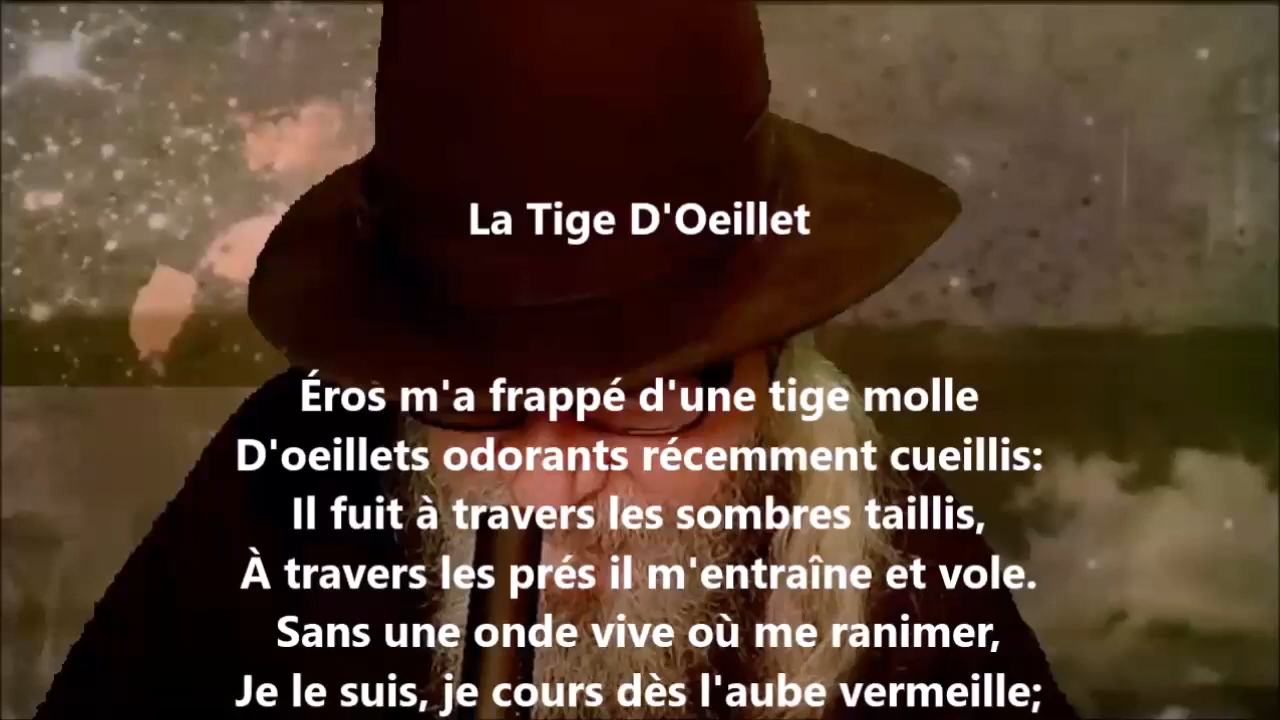 La Tige D'Oeillet
Éros m'a frappé d'une tige molle
D'oeillets odorants récemment cueillis:
Il fuit à travers les sombres taillis,
À travers les prés il m'entraîne et vole.
Sans une onde vive où me ranimer,
Je le suis, je cours dès l'aube vermeille;